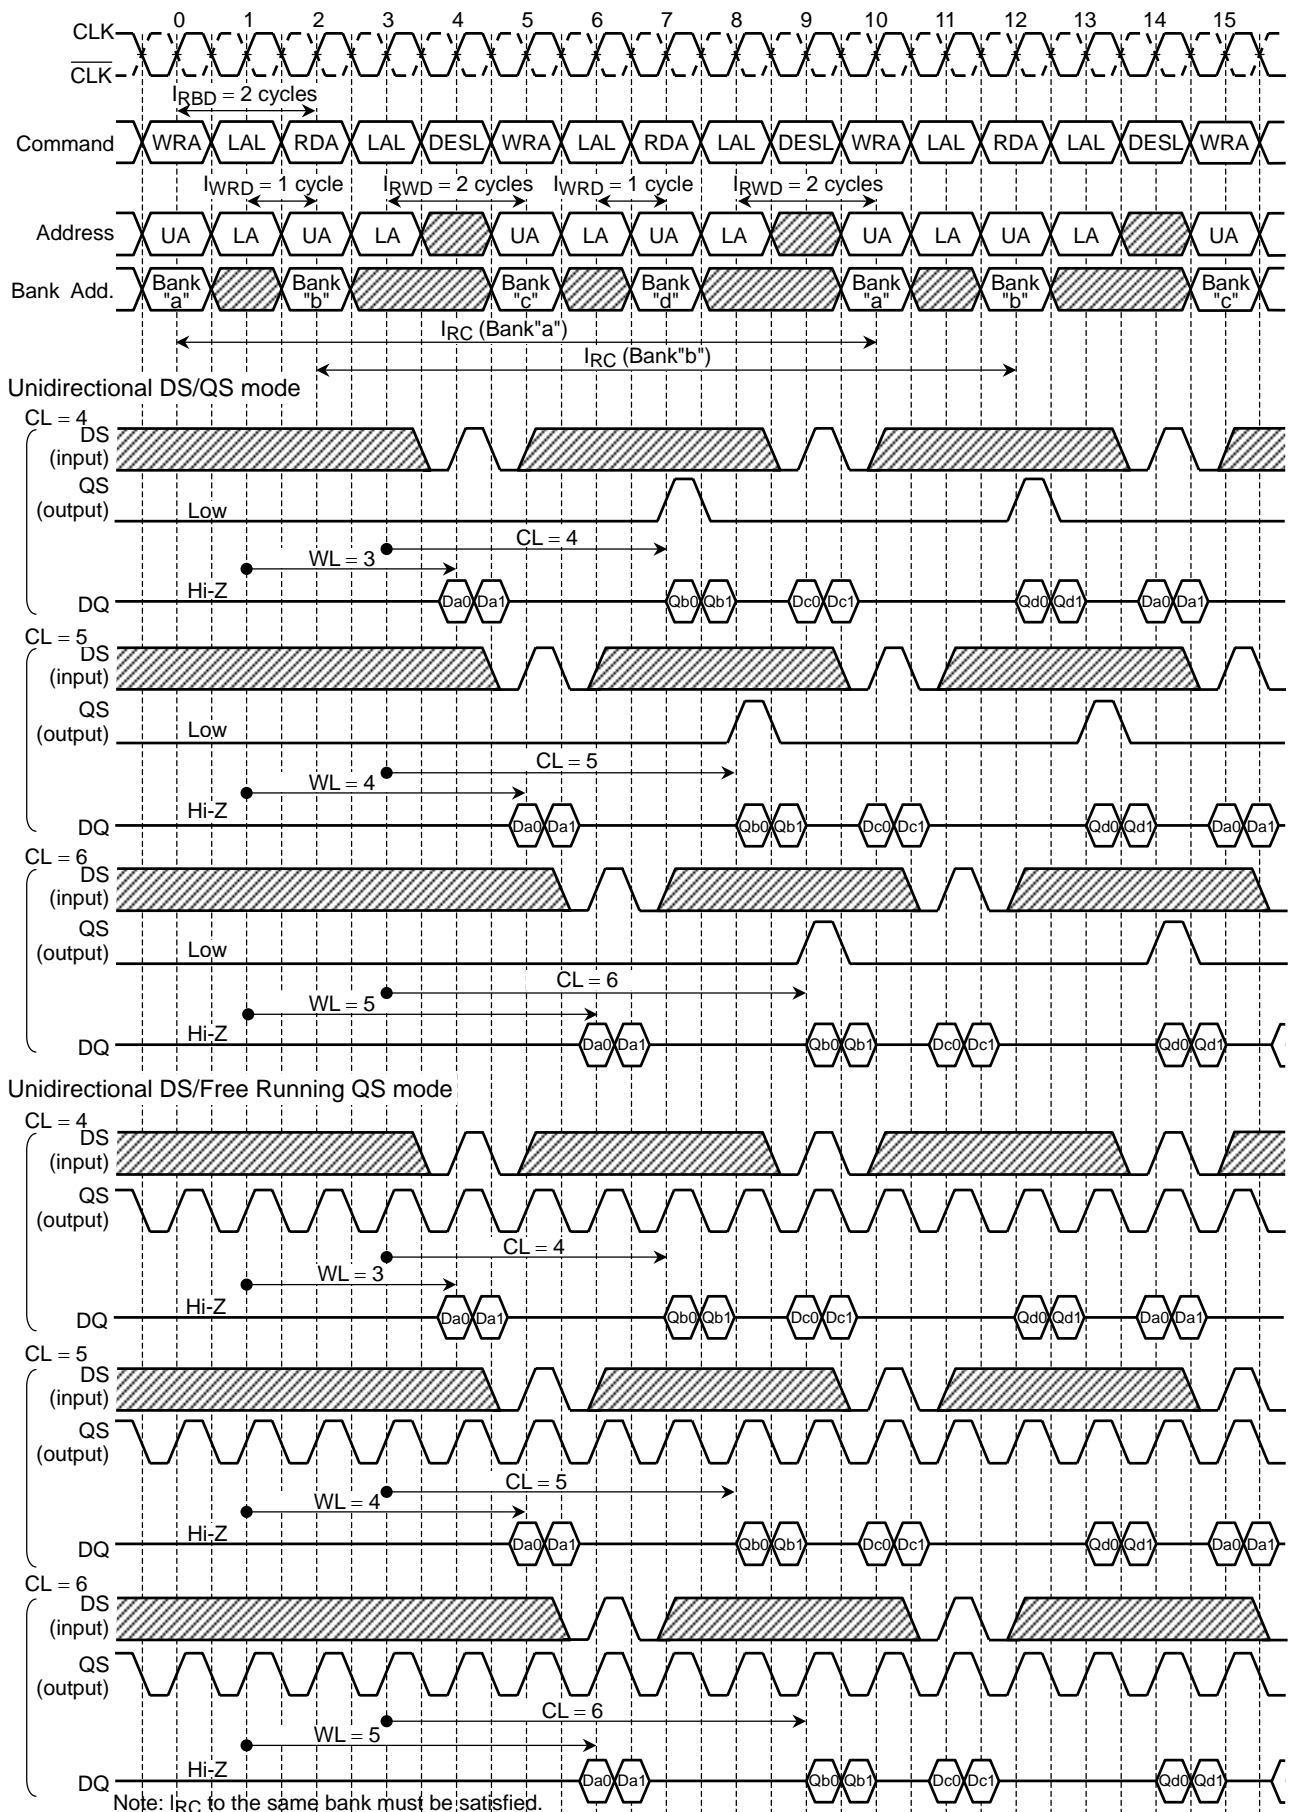 0 1 2 3 4 5 6 7 8 9 10 11 12 13 14 15
CLK
CLK
IRBD = 2 cycles
Command WRA LAL RDA LAL DESL WRA LAL RDA LAL DESL WRA LAL RDA LAL DESL WRA
IWRD = 1 cycle IRWD = 2 cycles IWRD = 1 cycle IRWD = 2 cycles
Address UA LA UA LA UA LA UA LA UA LA UA LA UA
Bank Add. Bank "a" Bank "b" Bank "c" Bank "d" Bank "a" Bank "b" Bank "c"
IRC (Bank"a")
IRC (Bank"b")
Unidirectional DS/QS mode
CL = 4
DS
(input)
QS
(output) Low
CL = 4
WL = 3
Hi-Z
DQ Da0 Da1 Qb0 Qb1 Dc0 Dc1 Qd0 Qd1 Da0 Da1
CL = 5
DS
(input)
QS
(output) Low
CL = 5
WL = 4
Hi-Z
DQ Da0 Da1 Qb0 Qb1 Dc0 Dc1 Qd0 Qd1 Da0 Da1
CL = 6
DS
(input)
QS
(output) Low
CL = 6
WL = 5
Hi-Z
DQ Da0 Da1 Qb0 Qb1 Dc0 Dc1 Qd0 Qd1
Unidirectional DS/Free Running QS mode
CL = 4
DS
(input)
QS
(output)
CL = 4
WL = 3
Hi-Z
DQ Da0 Da1 Qb0 Qb1 Dc0 Dc1 Qd0 Qd1 Da0 Da1
CL = 5
DS
(input)
QS
(output)
CL = 5
WL = 4
Hi-Z
DQ Da0 Da1 Qb0 Qb1 Dc0 Dc1 Qd0 Qd1 Da0 Da1
CL = 6
DS
(input)
QS
(output)
CL = 6
WL = 5
Hi-Z
DQ Da0 Da1 Qb0 Qb1 Dc0 Dc1 Qd0 Qd1
Note: IRC to the same bank must be satisfied.